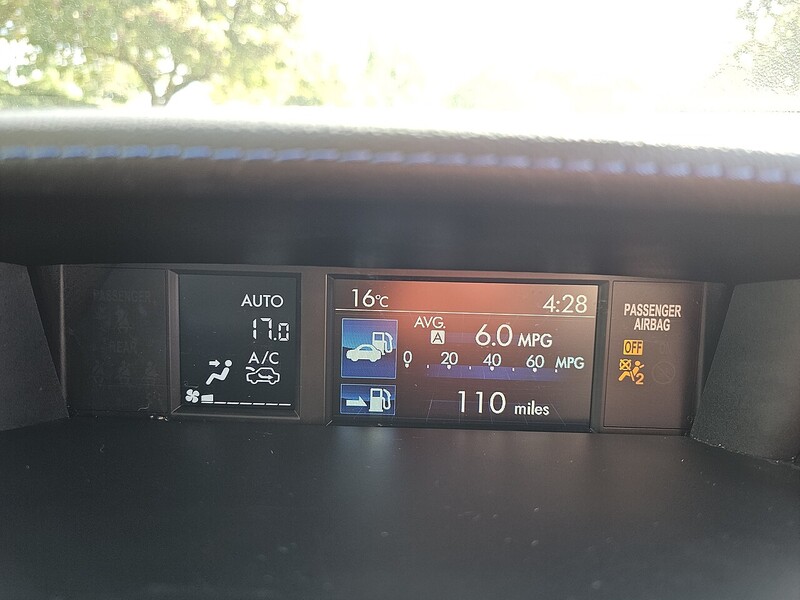 AUTO
17.0
A/C
16°C
4:28
AVG.
A
6.0 MPG
0 20 40 60 MPG
110 miles
PASSENGER
AIRBAG
OFF
2